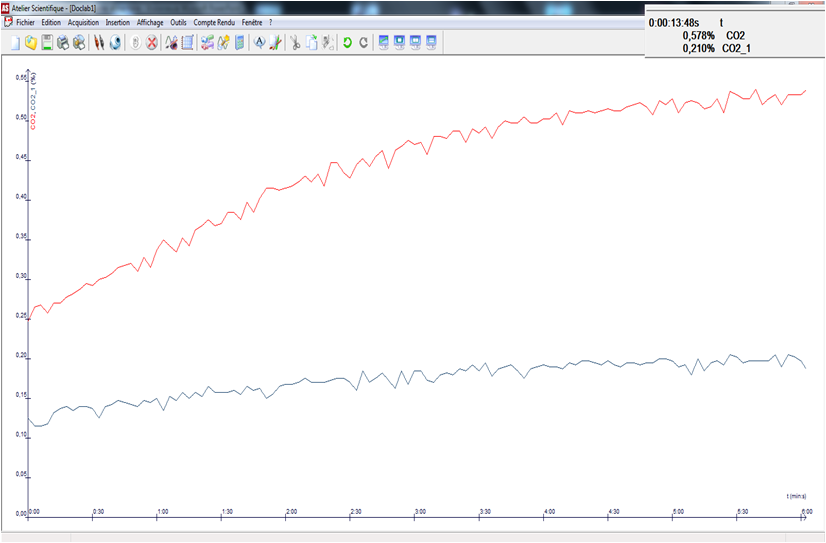 Atelier Scientifique - [Doclab1]
Fichier Edition Acquisition Insertion Affichage Outils Compte Rendu Fenêtre ?
0:00:13:48s t
0,578% CO2
0,210% CO2_1
CO2, CO2_1 (%)
0,55
0,50
0,45
0,40
0,35
0,30
0,25
0,20
0,15
0,10
0,05
0,00
t (min:s)
0:00 0:30 1:00 1:30 2:00 2:30 3:00 3:30 4:00 4:30 5:00 5:30 6:00